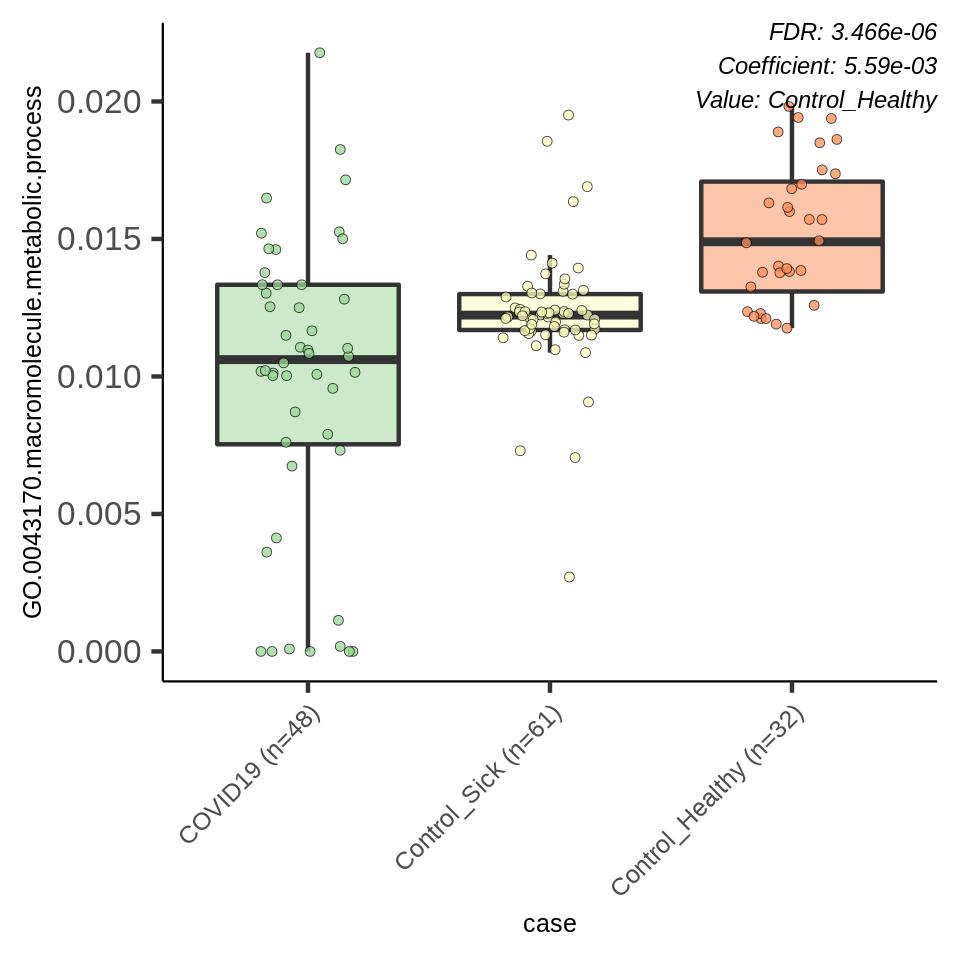 FDR: 3.466e-06
Coefficient: 5.59e-03
Value: Control_Healthy
GO.0043170.macromolecule.metabolic.process
0.020
0.015
0.010
0.005
0.000
COVID19 (n=48)
Control_Sick (n=61)
Control_Healthy (n=32)
case